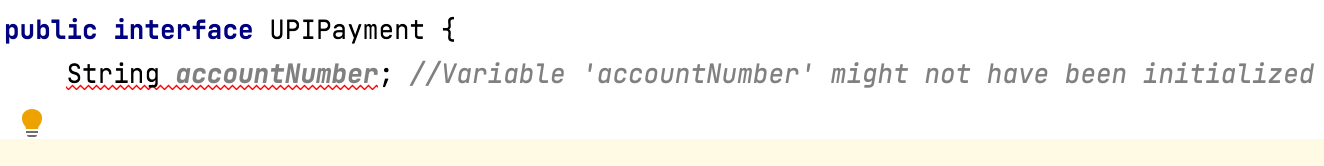 public interface UPIPayment {
String accountNumber; //Variable 'accountNumber' might not have been initialized